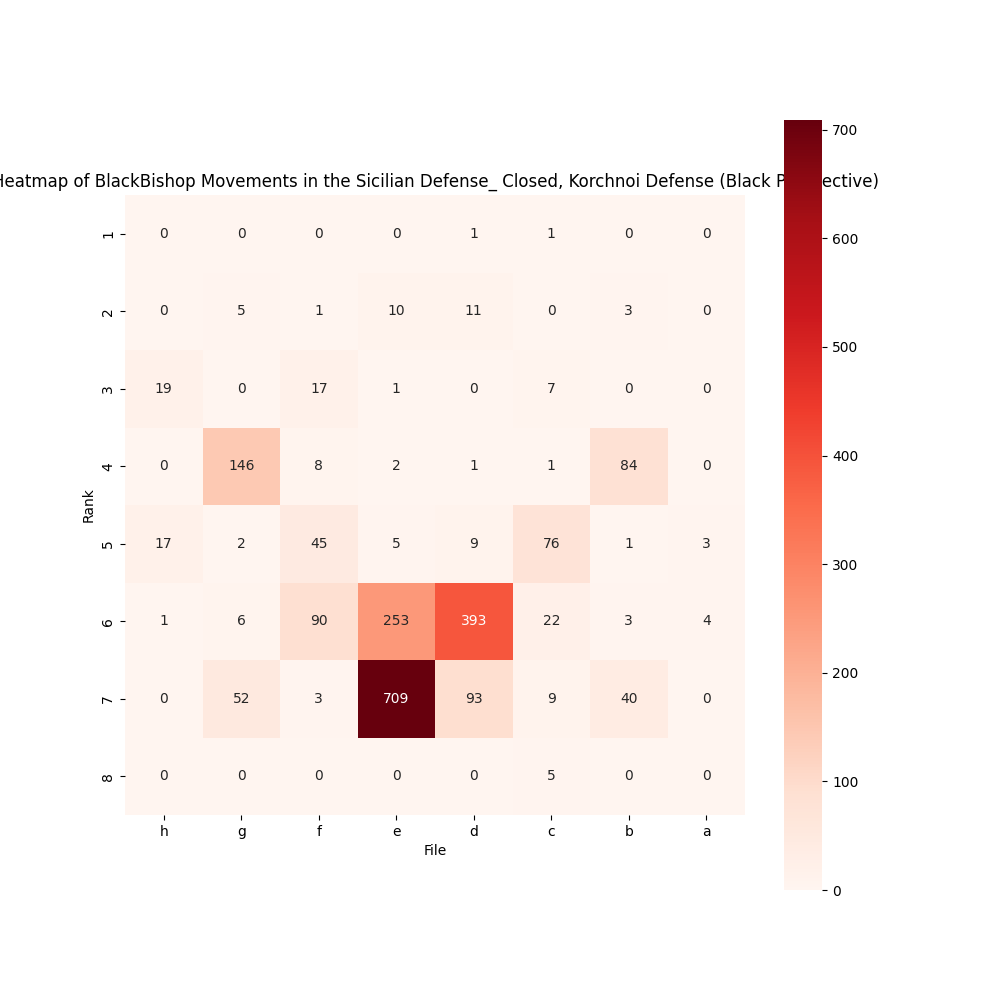 Heatmap of BlackBishop Movements in the Sicilian Defense_ Closed, Korchnoi Defense (Black P ective)
1 0 0 0 0 1 1 0 0
2 0 5 1 10 11 0 3 0
3 19 0 17 1 0 7 0 0
4 0 146 8 2 1 1 84 0
5 17 2 45 5 9 76 1 3
6 1 6 90 253 393 22 3 4
7 0 52 3 709 93 9 40 0
8 0 0 0 0 0 5 0 0
Rank
h g f e d c b a
File
700
600
500
400
300
200
100
0